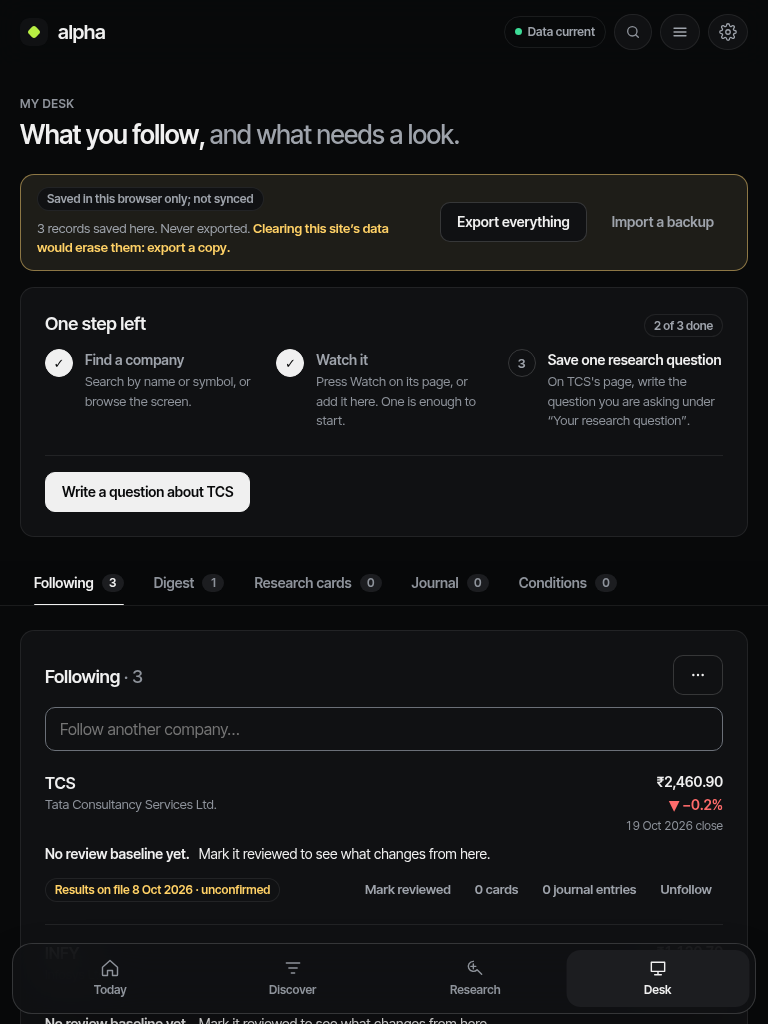 alpha
Data current
MY DESK
What you follow, and what needs a look.
Saved in this browser only; not synced
3 records saved here. Never exported. Clearing this site's data
would erase them: export a copy.
Export everything
Import a backup
One step left
2 of 3 done
✓
Find a company
Search by name or symbol, or
browse the screen.
✓
Watch it
Press Watch on its page, or
add it here. One is enough to
start.
3
Save one research question
On TCS's page, write the
question you are asking under
“Your research question”.
Write a question about TCS
Following 3
Digest 1
Research cards 0
Journal 0
Conditions 0
Following · 3
...
Follow another company...
TCS
₹2,460.90
Tata Consultancy Services Ltd.
▼ −0.2%
19 Oct 2026 close
No review baseline yet. Mark it reviewed to see what changes from here.
Results on file 8 Oct 2026 · unconfirmed
Mark reviewed
0 cards
0 journal entries
Unfollow
INFY
Today
Discover
Research
Desk
No review baseline yet. Mark it reviewed to see what changes from here.